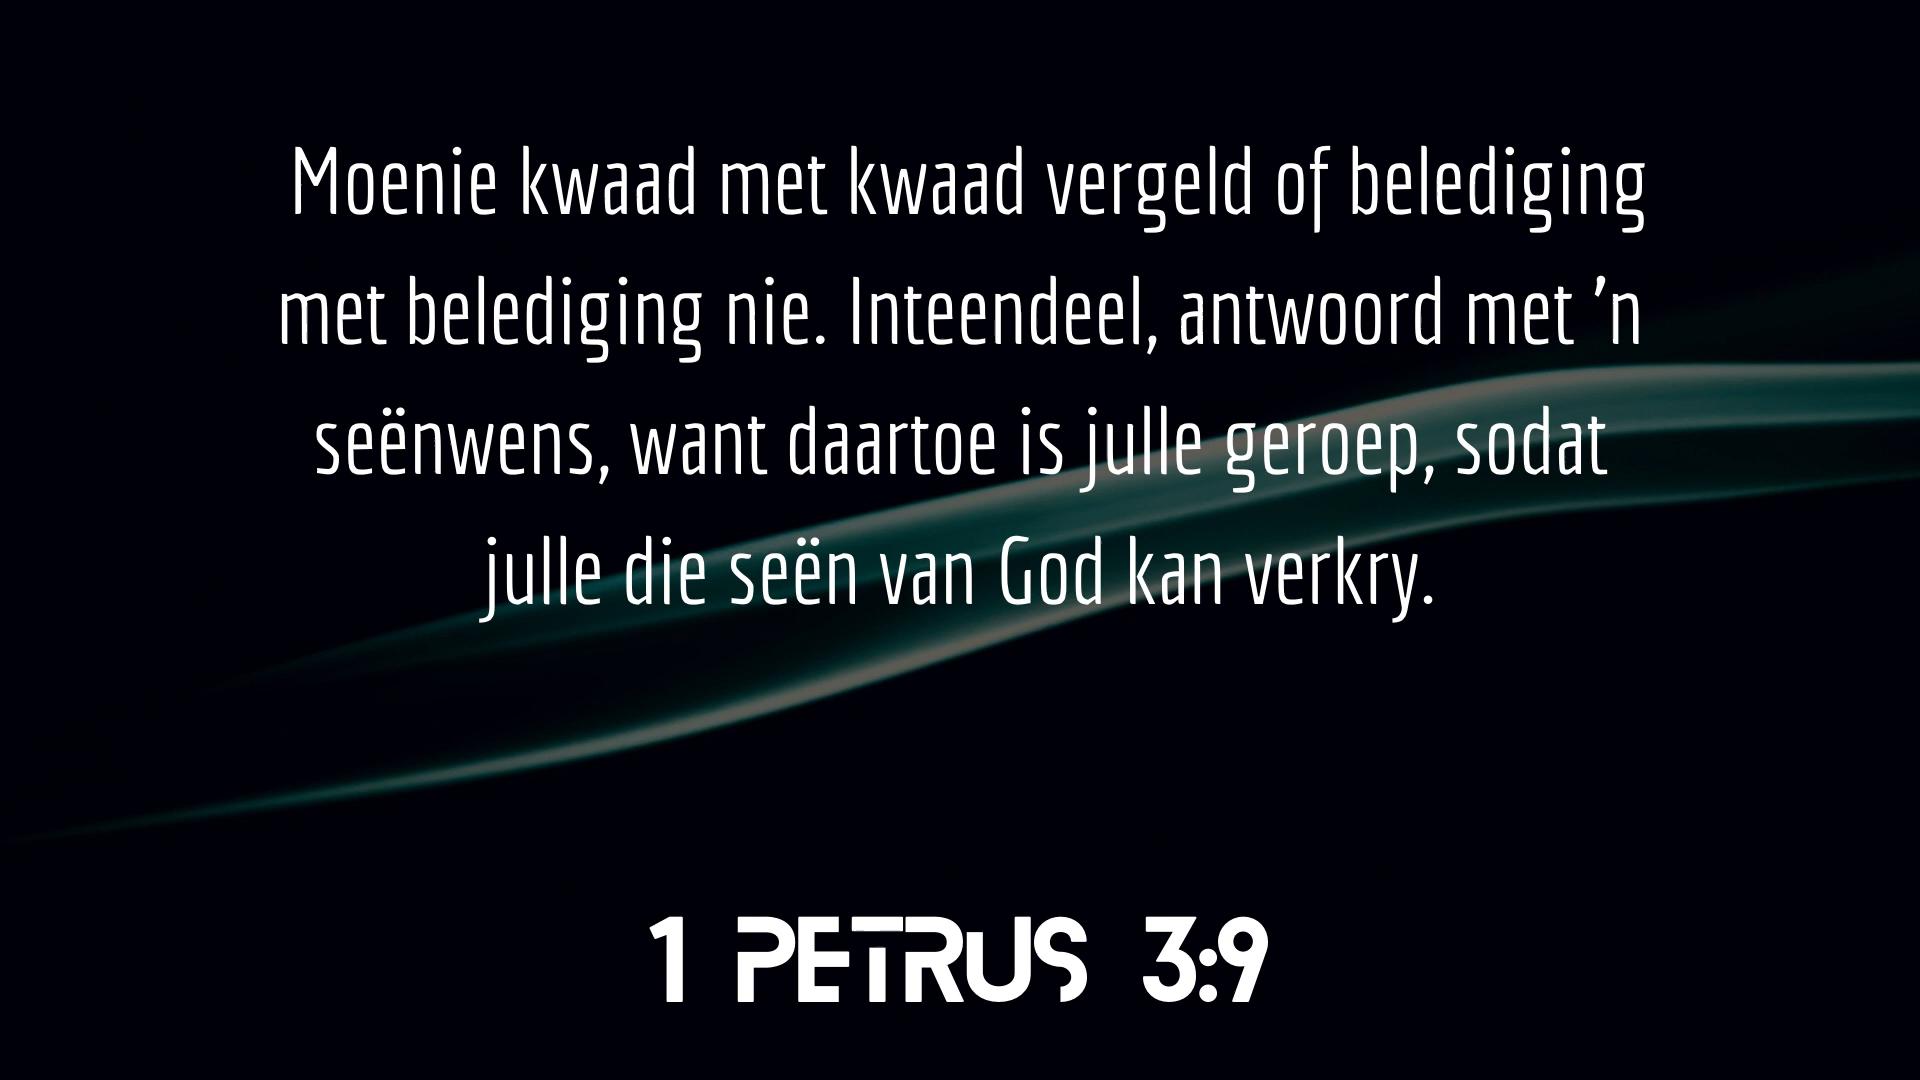 Moenie kwaad met kwaad vergeld of belediging
met belediging nie. Inteendeel, antwoord met ’n
seënwens, want daartoe is julle geroep, sodat
julle die seën van God kan verkry.
1 PETRUS 3:9